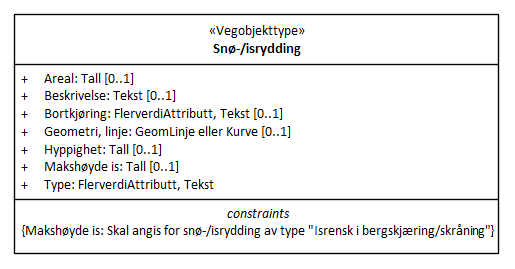 «Vegobjekttype»
Snø-/isrydding
+ Areal: Tall [0..1]
+ Beskrivelse: Tekst [0..1]
+ Bortkjøring: FlerverdiAttributt, Tekst [0..1]
+ Geometri, linje: GeomLinje eller Kurve [0..1]
+ Hyppighet: Tall [0..1]
+ Makshøyde is: Tall [0..1]
+ Type: FlerverdiAttributt, Tekst
constraints
{Makshøyde is: Skal angis for snø-/isrydding av type "Isrensk i bergskjæring/skråning"}